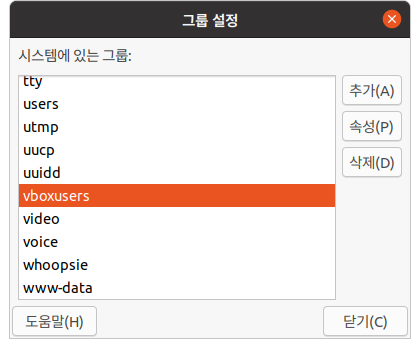 그룹 설정
시스템에 있는 그룹:
tty
users
utmp
uucp
uuidd
vboxusers
video
voice
whoopsie
www-data
추가(A)
속성(P)
삭제(D)
도움말(H)
닫기(C)